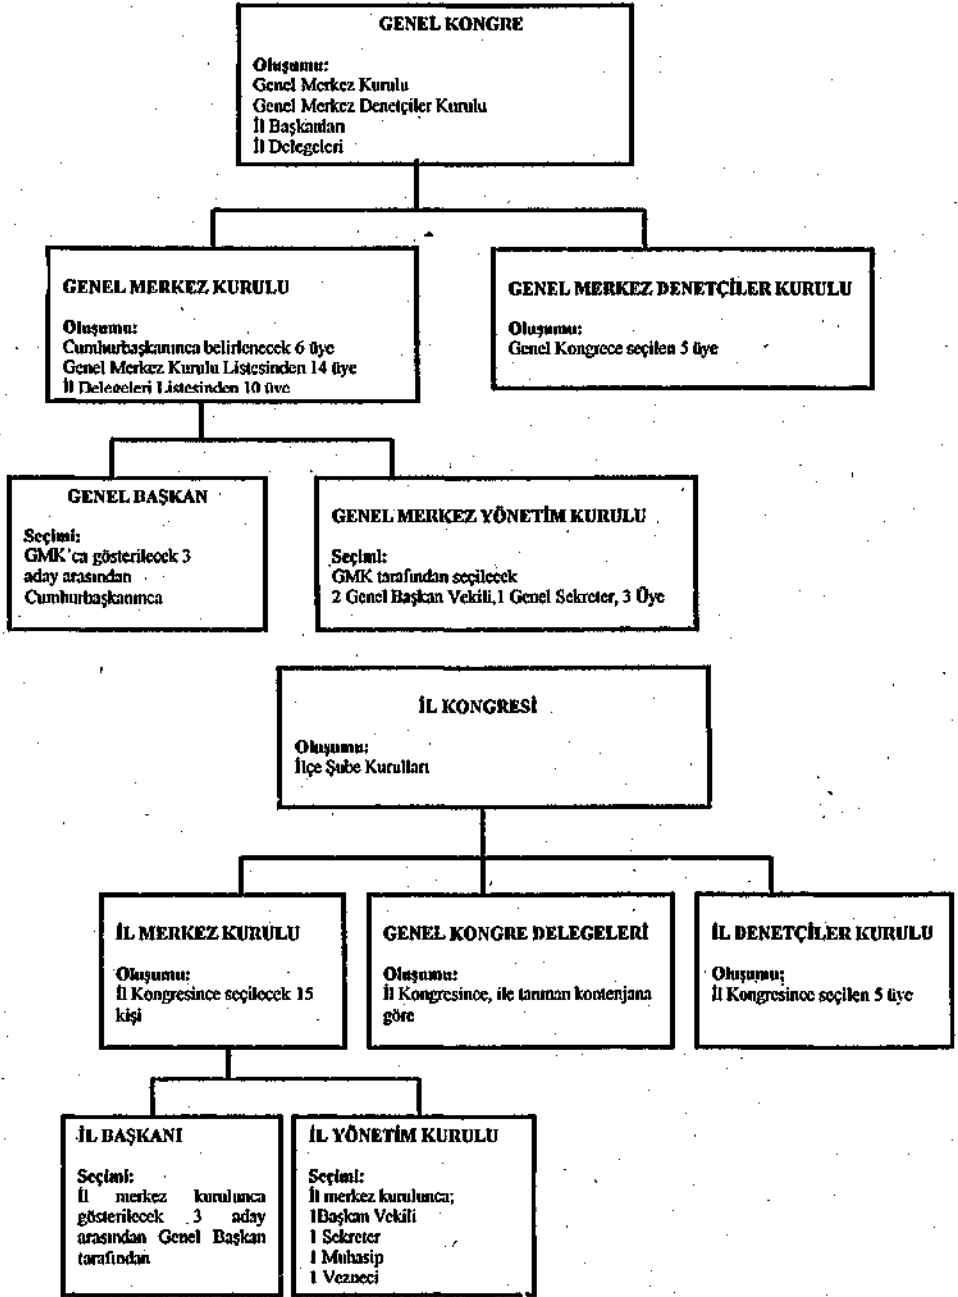 GENEL KONGRE
Oluşumu:
Genel Merkez Kurulu
Genel Merkez Denetçiler Kurulu
İl Başkanları
İl Delegeleri
GENEL MERKEZ KURULU
Oluşumu:
Cumhurbaşkanınca belirlenecek 6 üye
Genel Merkez Kurulu Listesinden 14 üye
İl Delegeleri Listesinden 10 üye
GENEL MERKEZ DENETÇİLER KURULU
Oluşumu:
Genel Kongrece seçilen 5 üye
GENEL BAŞKAN
Seçimi:
GMK'ca gösterilecek 3
aday arasından
Cumhurbaşkanınca
GENEL MERKEZ YÖNETİM KURULU
Seçimi:
GMK tarafından seçilecek
2 Genel Başkan Vekili,1 Genel Sekreter, 3 Üye
İL KONGRESİ
Oluşumu:
İlçe Şube Kurulları
İL MERKEZ KURULU
Oluşumu:
İl Kongresince seçilecek 15
kişi
GENEL KONGRE DELEGELERİ
Oluşumu:
İl Kongresince, ile tanınan kontenjana
göre
İL DENETÇİLER KURULU
Oluşumu;
İl Kongresince seçilen 5 üye
İL BAŞKANI
Seçimi:
İl merkez kurulunca
gösterilecek 3 aday
arasından Genel Başkan
tarafından
İL YÖNETİM KURULU
Seçimi:
İl merkez kurulunca;
1Başkan Vekili
1 Sekreter
1 Muhasip
1 Vezneci